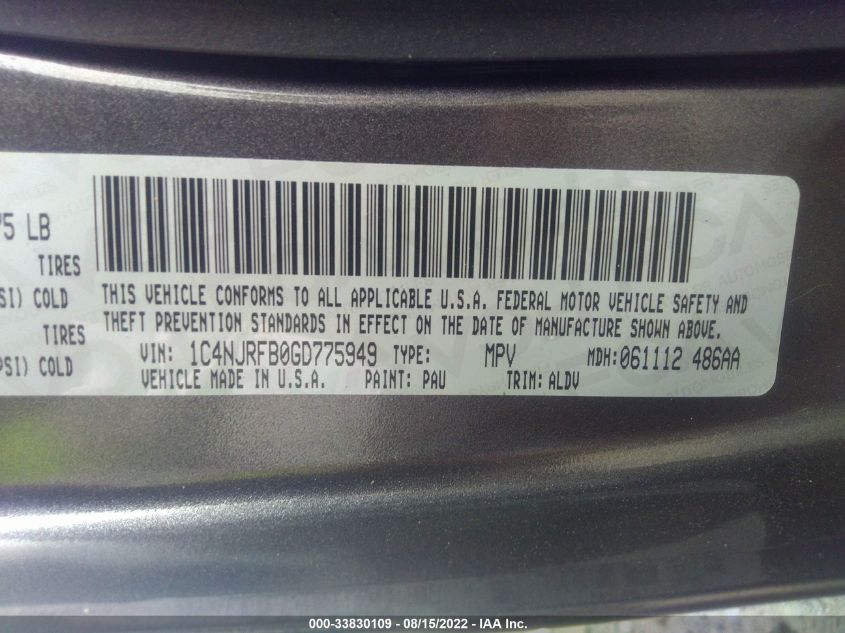 75 LB
TIRES
SI) COLD
TIRES
PSI) COLD
THIS VEHICLE CONFORMS TO ALL APPLICABLE U.S.A. FEDERAL MOTOR VEHICLE SAFETY AND
THEFT PREVENTION STANDARDS IN EFFECT ON THE DATE OF MANUFACTURE SHOWN ABOVE.
VIN: 1C4NJRFB0GD775949 TYPE: MPV MDH:061112 486AA
VEHICLE MADE IN U.S.A. PAINT: PAU TRIM: ALDV
000-33830109 - 08/15/2022 - IAA Inc.